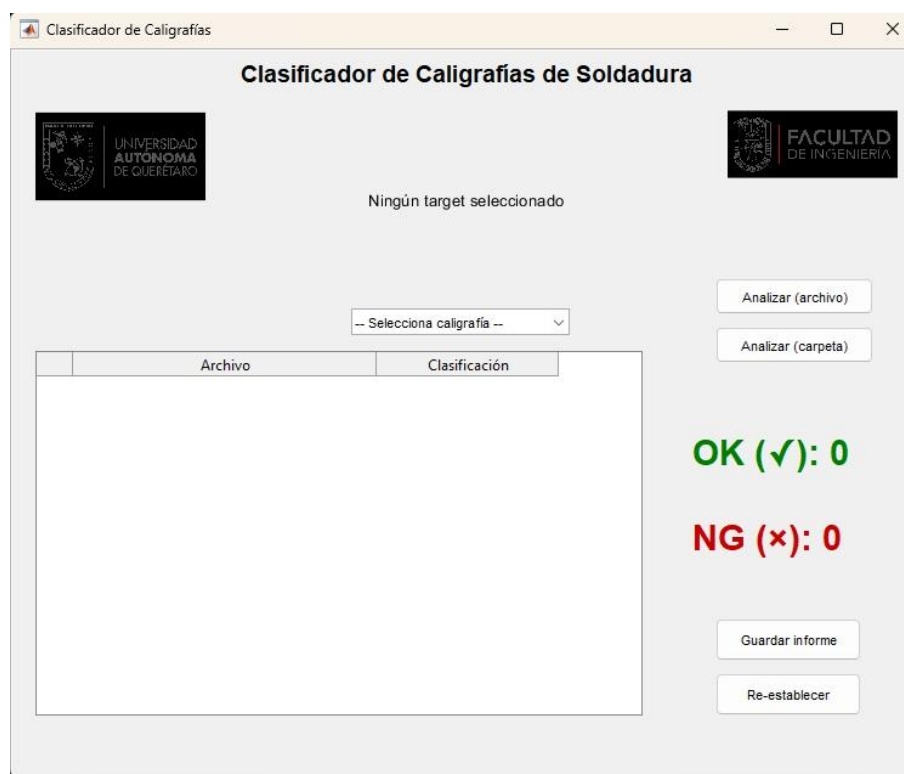 Clasificador de Caligrafías
Clasificador de Caligrafías de Soldadura
UNIVERSIDAD
AUTONOMA
DE QUERÉTARO
FACULTAD
DE INGENIERÍA
Ningún target seleccionado
Analizar (archivo)
-- Selecciona caligrafía --
Analizar (carpeta)
Archivo Clasificación
OK (✓): 0
NG (×): 0
Guardar informe
Re-establecer